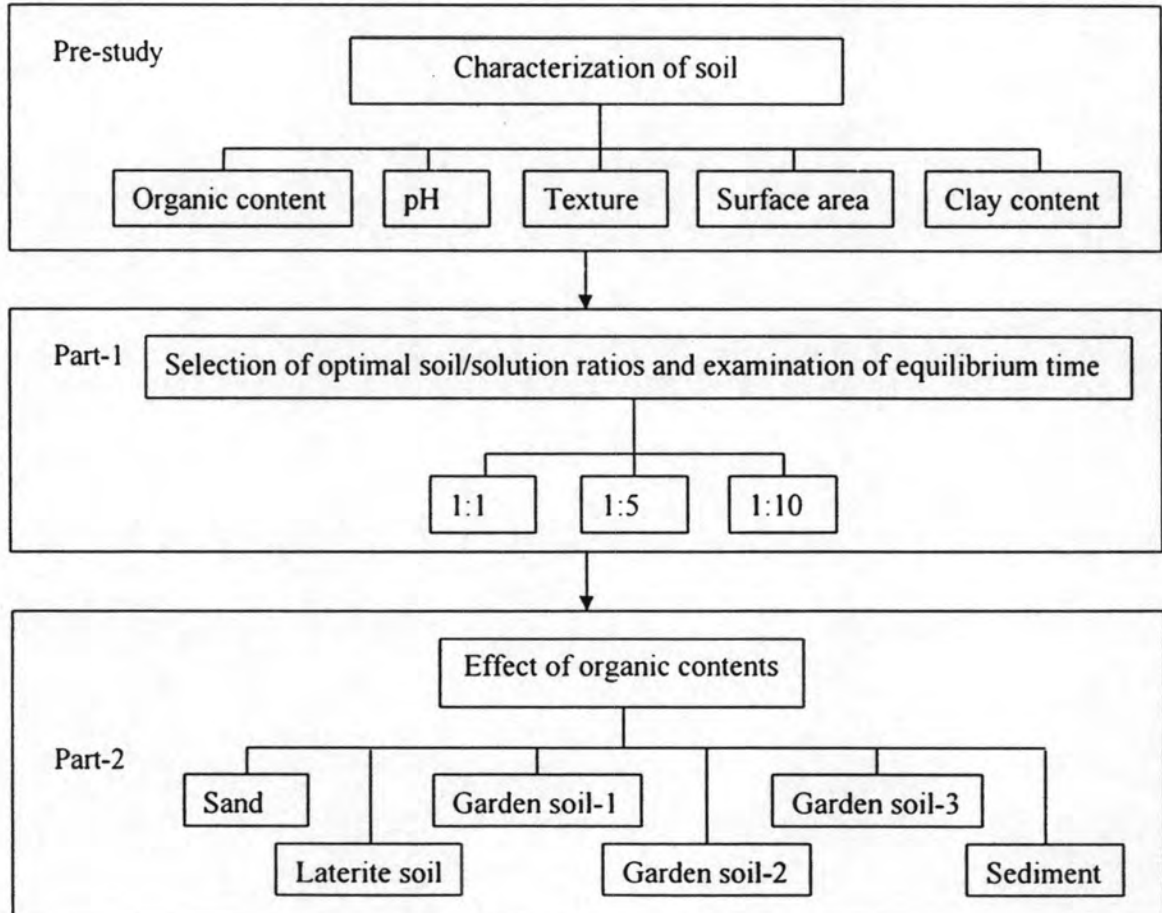 Pre-study
Characterization of soil
Organic content
pH
Texture
Surface area
Clay content
Part-1
Selection of optimal soil/solution ratios and examination of equilibrium time
1:1
1:5
1:10
Effect of organic contents
Part-2
Sand
Garden soil-1
Garden soil-3
Laterite soil
Garden soil-2
Sediment